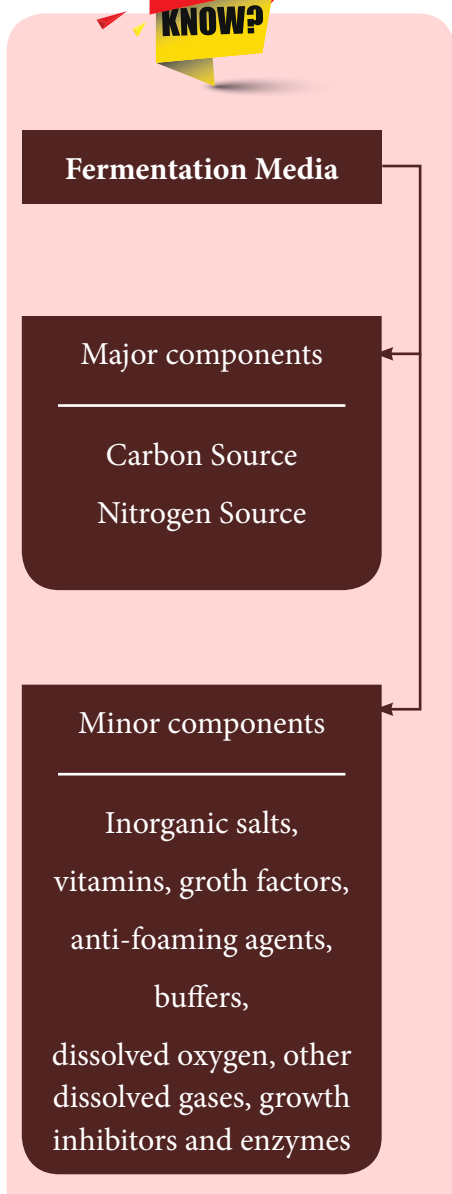 KNOW?
Fermentation Media
Major components
Carbon Source
Nitrogen Source
Minor components
Inorganic salts,
vitamins, groth factors,
anti-foaming agents,
buffers,
dissolved oxygen, other
dissolved gases, growth
inhibitors and enzymes